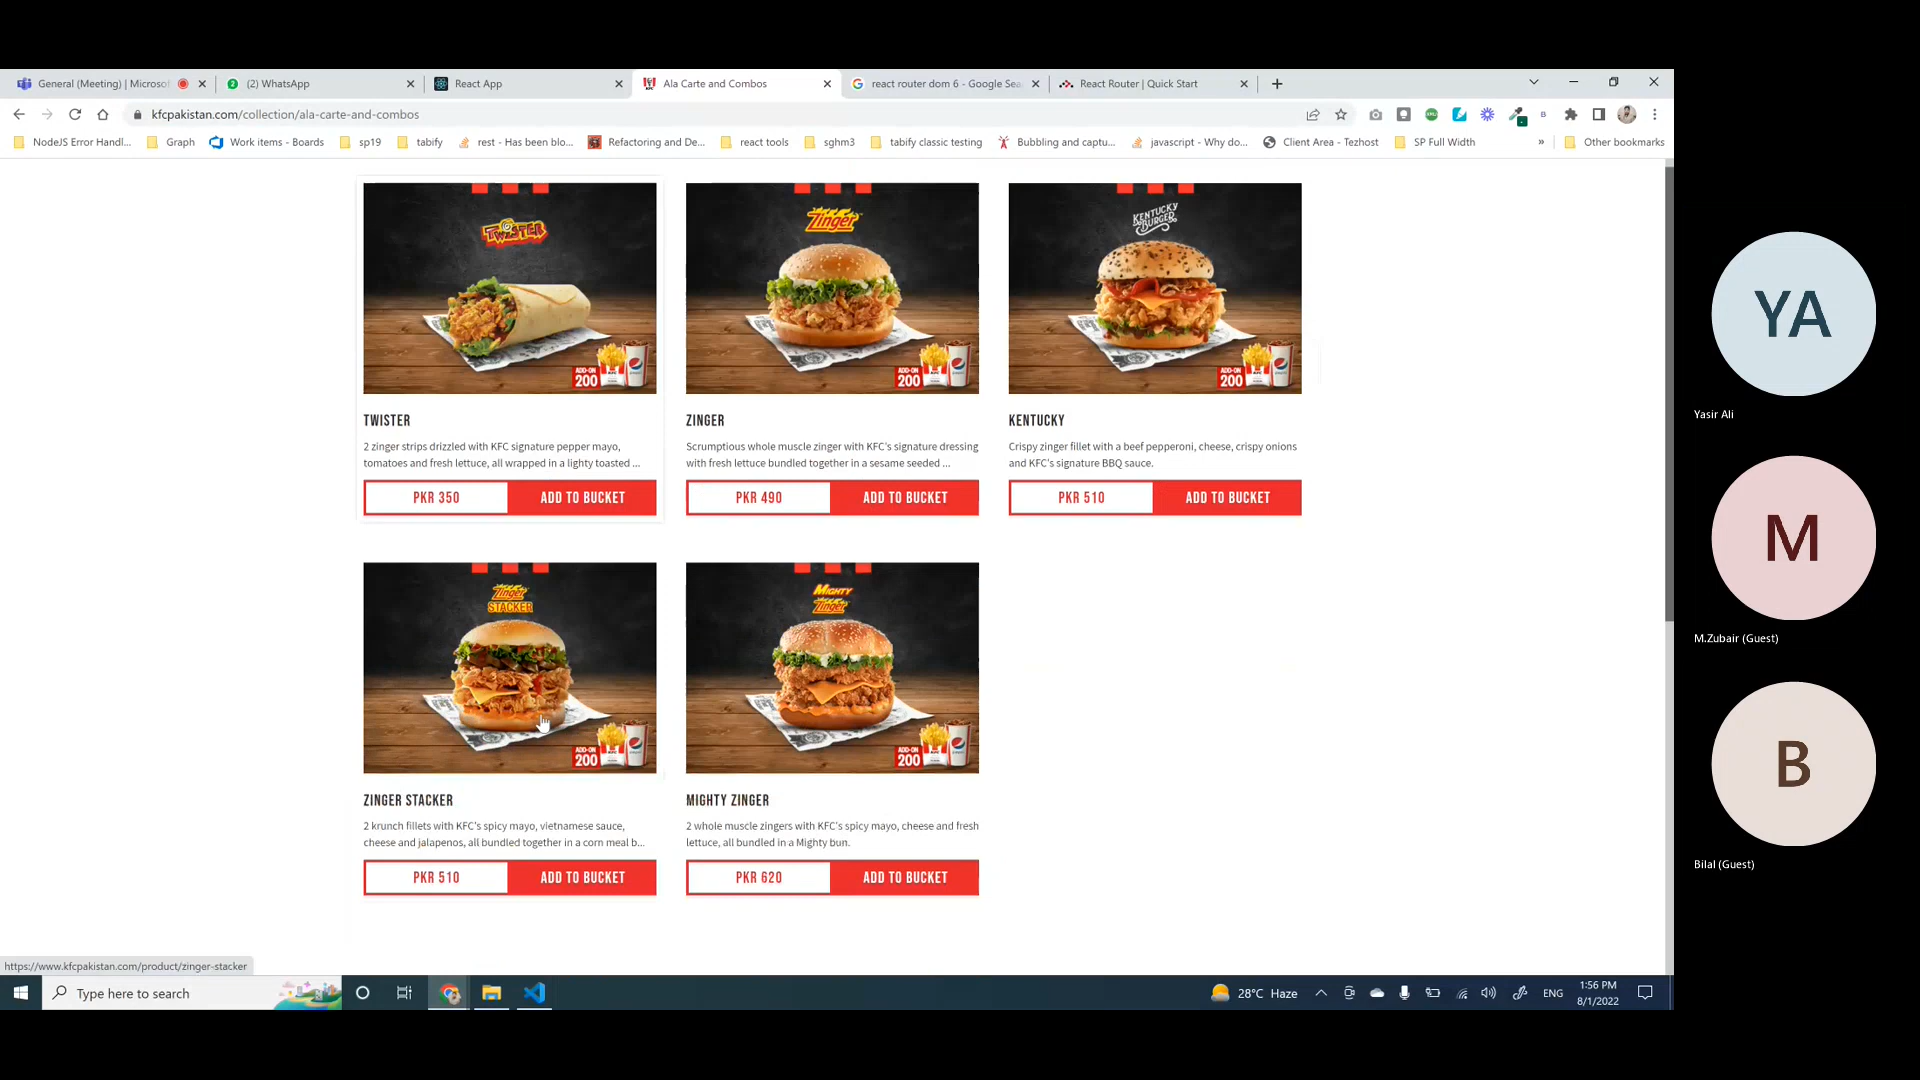 General (Meeting) | Microso
(2) WhatsApp
React App
Ala Carte and Combos
react router dom 6 - Google Sea
React Router | Quick Start
kfcpakistan.com/collection/ala-carte-and-combos
NodeJS Error Handl...
Graph
Work items - Boards
sp19
tabify
rest - Has been blo...
Refactoring and De...
react tools
sghm3
tabify classic testing
Bubbling and captu...
javascript - Why do...
Client Area - Tezhost
SP Full Width
»
Other bookmarks
TWISTER
ADD-ON
200
Zinger
ADD-ON
200
KENTUCKY
BURGER
ADD-ON
200
TWISTER
2 zinger strips drizzled with KFC signature pepper mayo,
tomatoes and fresh lettuce, all wrapped in a lighty toasted ...
PKR 350
ADD TO BUCKET
ZINGER
Scrumptious whole muscle zinger with KFC's signature dressing
with fresh lettuce bundled together in a sesame seeded ...
PKR 490
ADD TO BUCKET
KENTUCKY
Crispy zinger fillet with a beef pepperoni, cheese, crispy onions
and KFC's signature BBQ sauce.
PKR 510
ADD TO BUCKET
Zinger
STACKER
ADD-ON
200
MIGHTY
Zinger
ADD-ON
200
ZINGER STACKER
2 krunch fillets with KFC's spicy mayo, vietnamese sauce,
cheese and jalapenos, all bundled together in a corn meal b...
PKR 510
ADD TO BUCKET
MIGHTY ZINGER
2 whole muscle zingers with KFC's spicy mayo, cheese and fresh
lettuce, all bundled in a Mighty bun.
PKR 620
ADD TO BUCKET
https://www.kfcpakistan.com/product/zinger-stacker
Type here to search
28°C Haze
ENG
1:56 PM
8/1/2022
YA
Yasir Ali
M
M.Zubair (Guest)
B
Bilal (Guest)